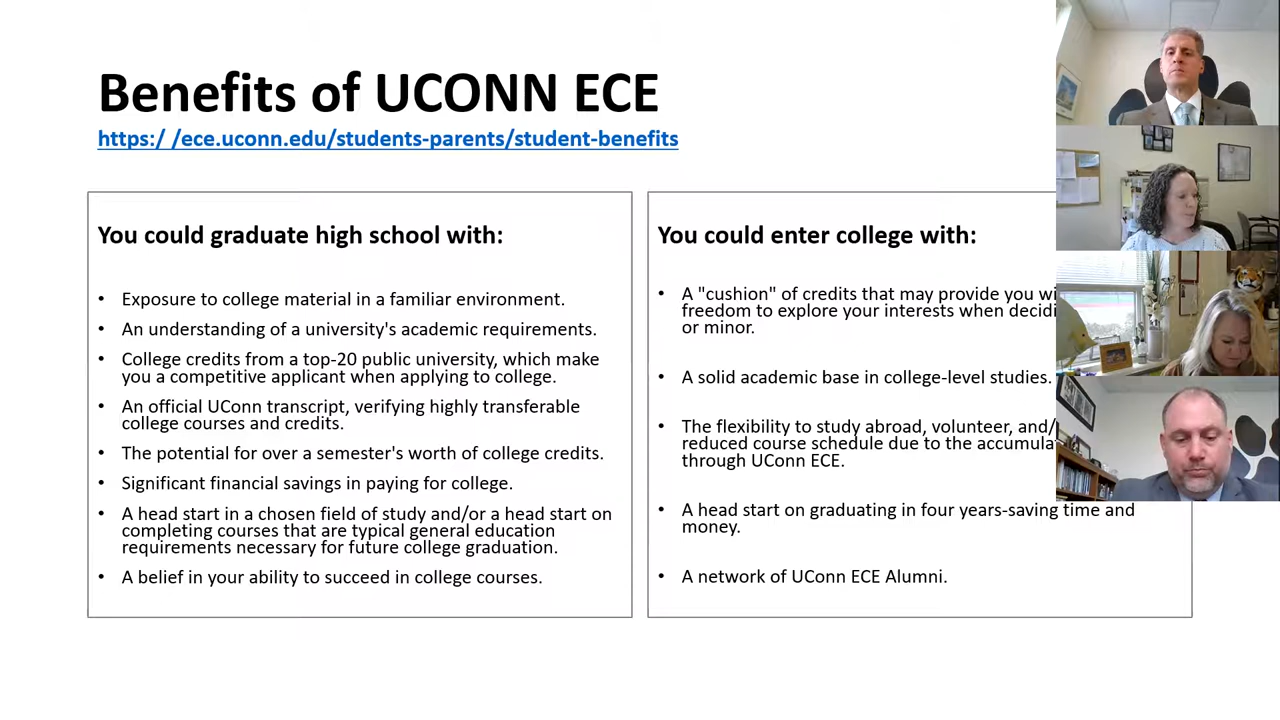 Benefits of UCONN ECE
https:/ /ece.uconn.edu/students-parents/student-benefits
You could graduate high school with:
• Exposure to college material in a familiar environment.
• An understanding of a university's academic requirements.
• College credits from a top-20 public university, which make
you a competitive applicant when applying to college.
• An official UConn transcript, verifying highly transferable
college courses and credits.
• The potential for over a semester's worth of college credits.
• Significant financial savings in paying for college.
• A head start in a chosen field of study and/or a head start on
completing courses that are typical general education
requirements necessary for future college graduation.
• A belief in your ability to succeed in college courses.
You could enter college with:
• A "cushion" of credits that may provide you
freedom to explore your interests when
or minor.
• A solid academic base in college-level studies.
• The flexibility to study abroad, volunteer, and/
reduced course schedule due to the
through UConn ECE.
• A head start on graduating in four years-saving time and
money.
• A network of UConn ECE Alumni.